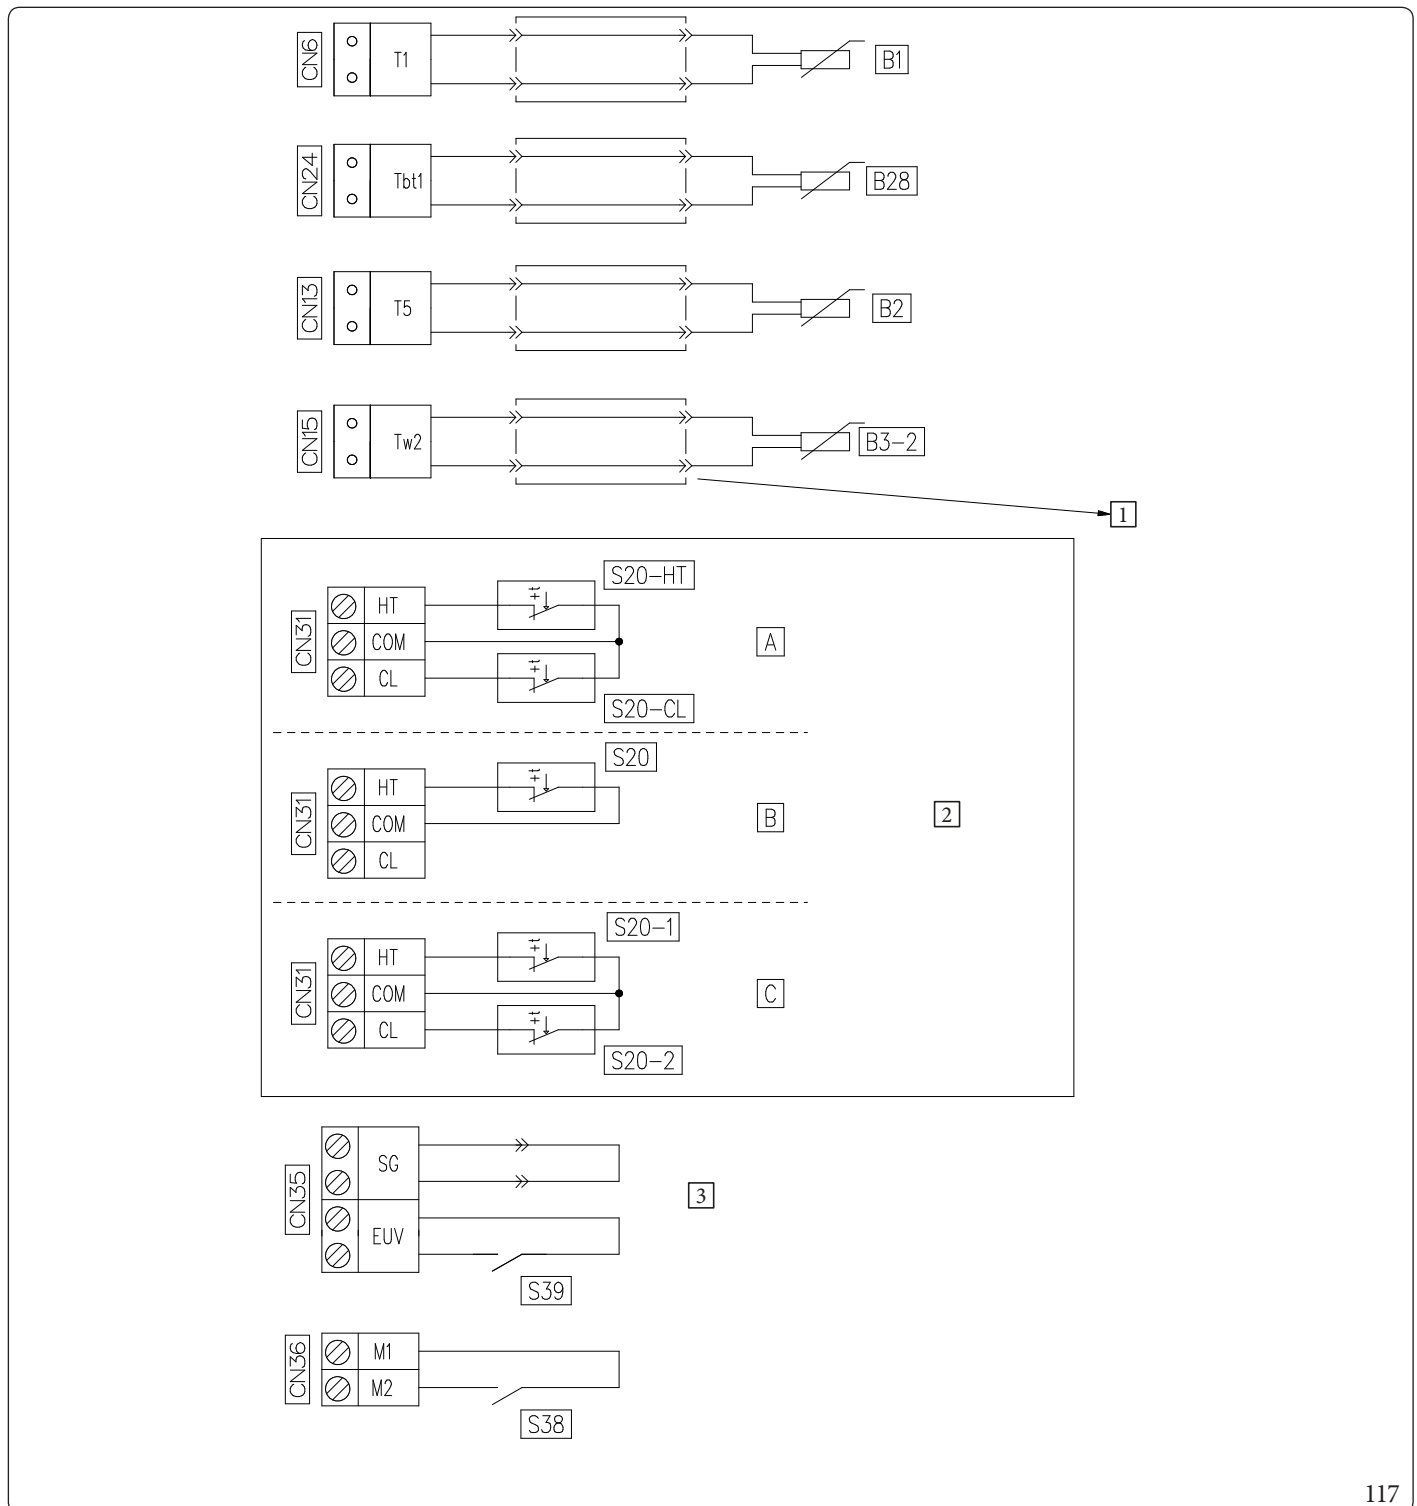 CN6
T1
B1
CN24
Tbt1
B28
CN13
T5
B2
CN15
Tw2
B3-2
1
S20-HT
CN31
HT
+t
COM
A
CL
+t
S20-CL
S20
CN31
HT
+t
COM
B
2
CL
S20-1
CN31
HT
+t
COM
C
CL
+t
S20-2
CN35
SG
3
EUV
S39
CN36
M1
M2
S38
117